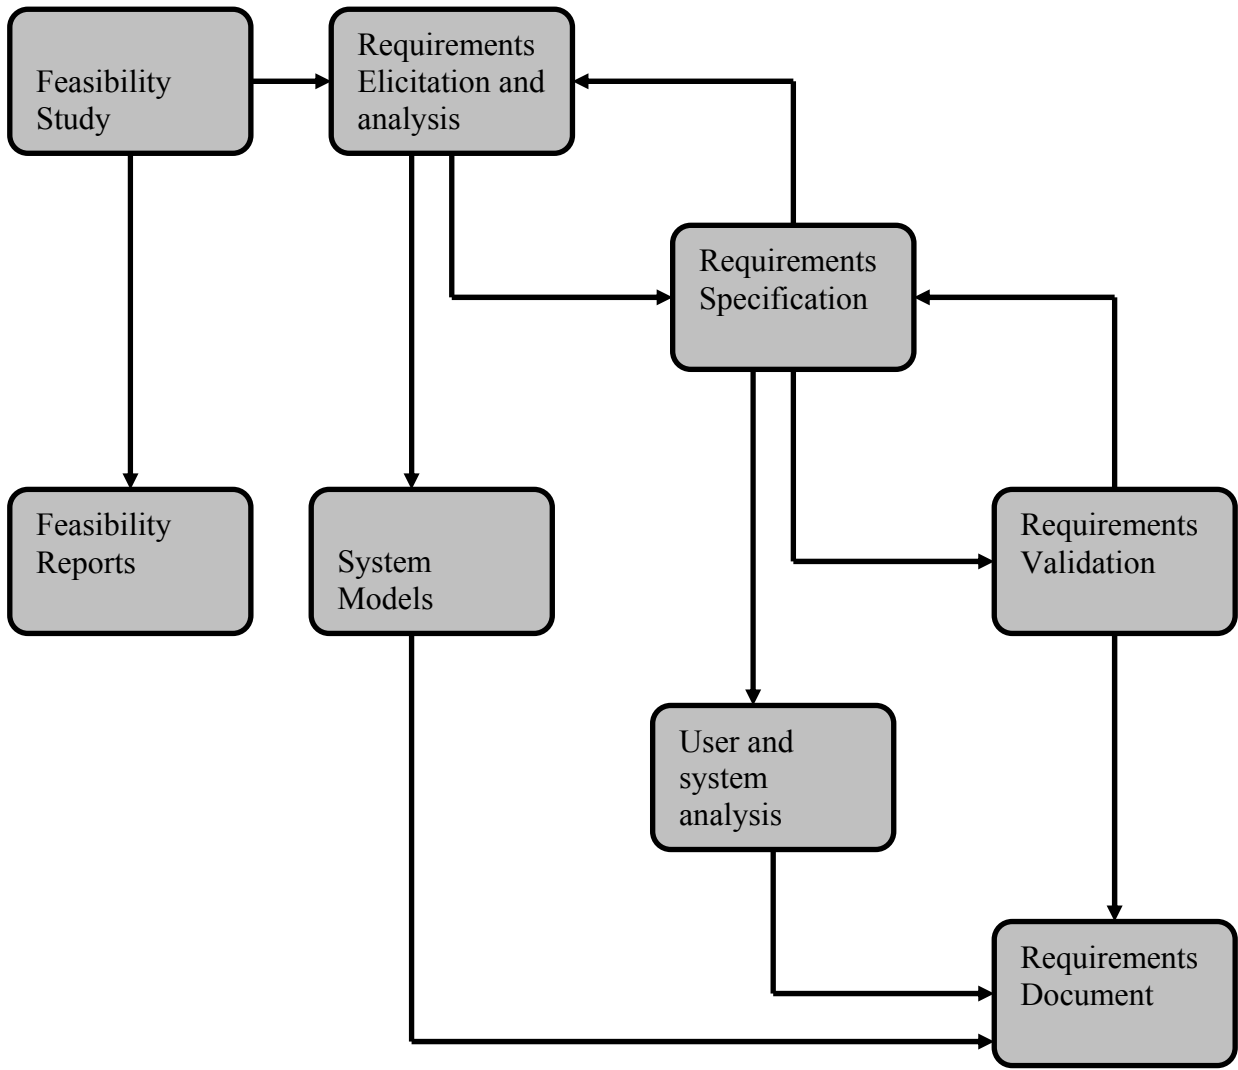 Feasibility
Study
Requirements
Elicitation and
analysis
Requirements
Specification
Feasibility
Reports
System
Models
Requirements
Validation
User and
system
analysis
Requirements
Document